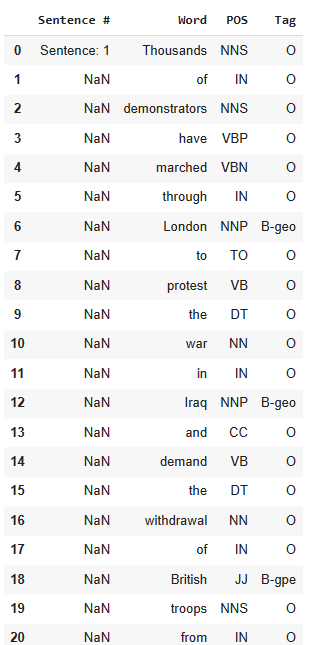 Sentence # Word POS Tag
0 Sentence: 1 Thousands NNS O
1 NaN of IN O
2 NaN demonstrators NNS O
3 NaN have VBP O
4 NaN marched VBN O
5 NaN through IN O
6 NaN London NNP B-geo
7 NaN to TO O
8 NaN protest VB O
9 NaN the DT O
10 NaN war NN O
11 NaN in IN O
12 NaN Iraq NNP B-geo
13 NaN and CC O
14 NaN demand VB O
15 NaN the DT O
16 NaN withdrawal NN O
17 NaN of IN O
18 NaN British JJ B-gpe
19 NaN troops NNS O
20 NaN from IN O